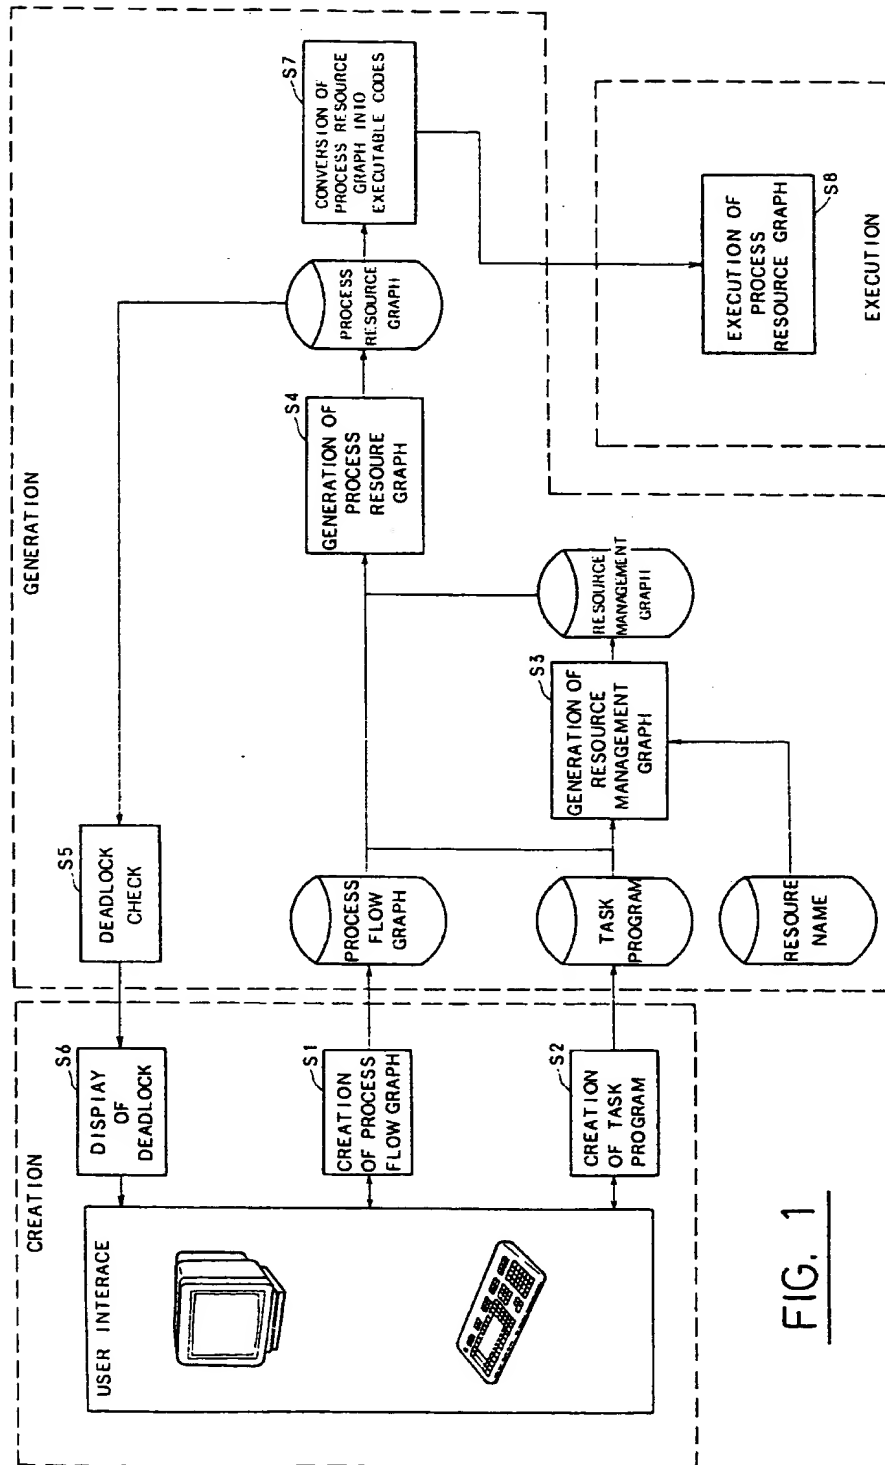 CREATION
USER INTERACE
S6
DISPLAY
OF
DEADLOCK
S1
CREATION
OF PROCESS
FLOW GRAPH
S2
CREATION
OF TASK
PROGRAM
GENERATION
S5
DEADLOCK
CHECK
PROCESS
FLOW
GRAPH
TASK
PROGRAM
RESOURE
NAME
S3
GENERATION OF
RESOURCE
MANAGEMENT
GRAPH
RESOURCE
MANAGEMENT
GRAPH
S4
GENERATION OF
PROCESS
RESOURE
GRAPH
PROCESS
RESOURCE
GRAPH
S7
CONVERSION OF
PROCESS RESOURCE
GRAPH INTO
EXECUTABLE CODES
EXECUTION OF
PROCESS
RESOURCE GRAPH
S8
EXECUTION
FIG. 1